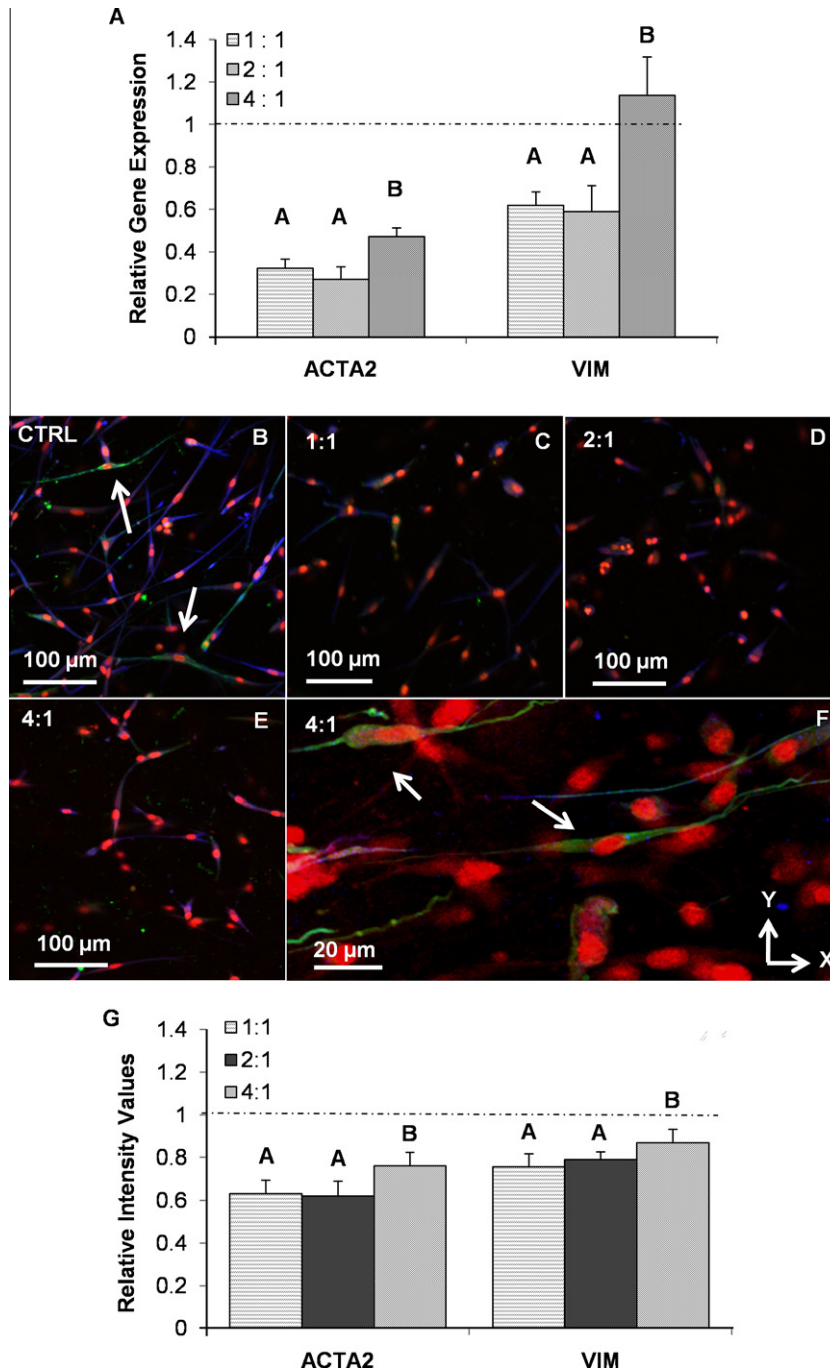 A
1.4
1.2
1
0.8
0.6
0.4
0.2
0
Relative Gene Expression
1 : 1
2 : 1
4 : 1
A A B
A A B
ACTA2 VIM
CTRL B
100 µm
1:1 C
100 µm
2:1 D
100 µm
4:1 E
100 µm
4:1 F
20 µm
Y
X
G
1.4
1.2
1
0.8
0.6
0.4
0.2
0
Relative Intensity Values
1:1
2:1
4:1
A A B
A A B
ACTA2 VIM